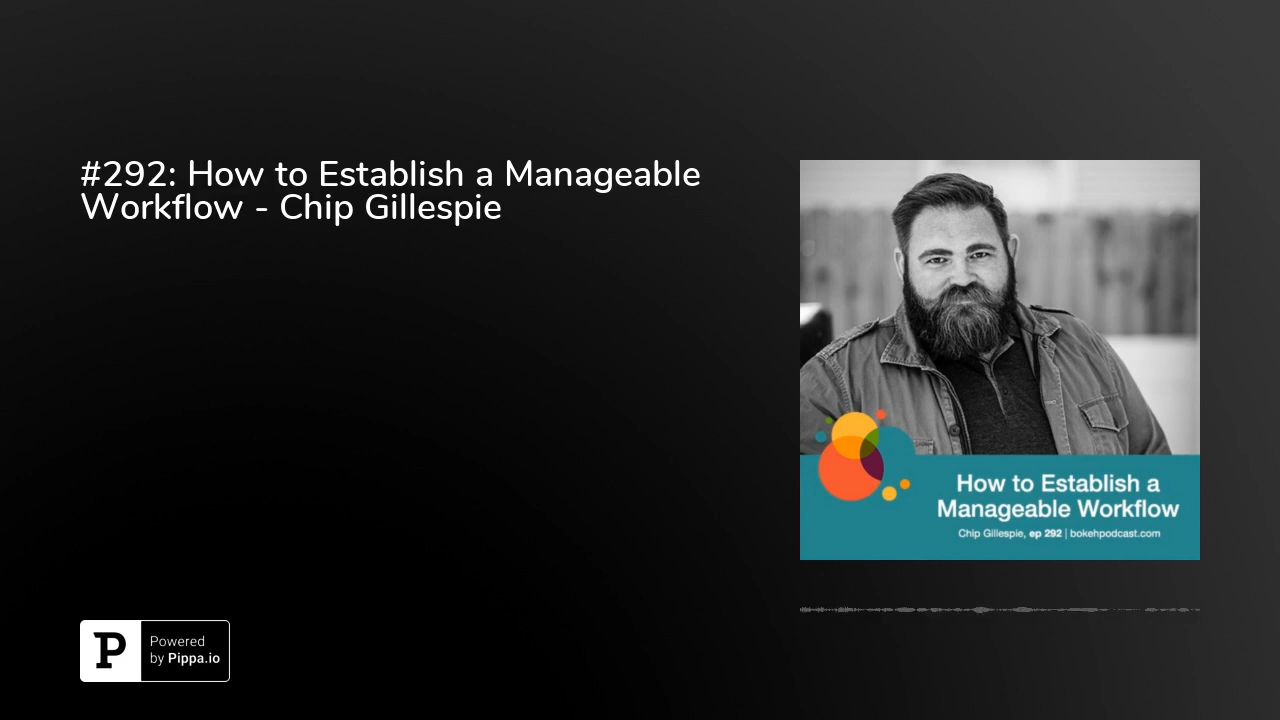 #292: How to Establish a Manageable
Workflow - Chip Gillespie
How to Establish a
Manageable Workflow
Chip Gillespie, ep 292 | bokehpodcast.com
P
Powered
by Pippa.io